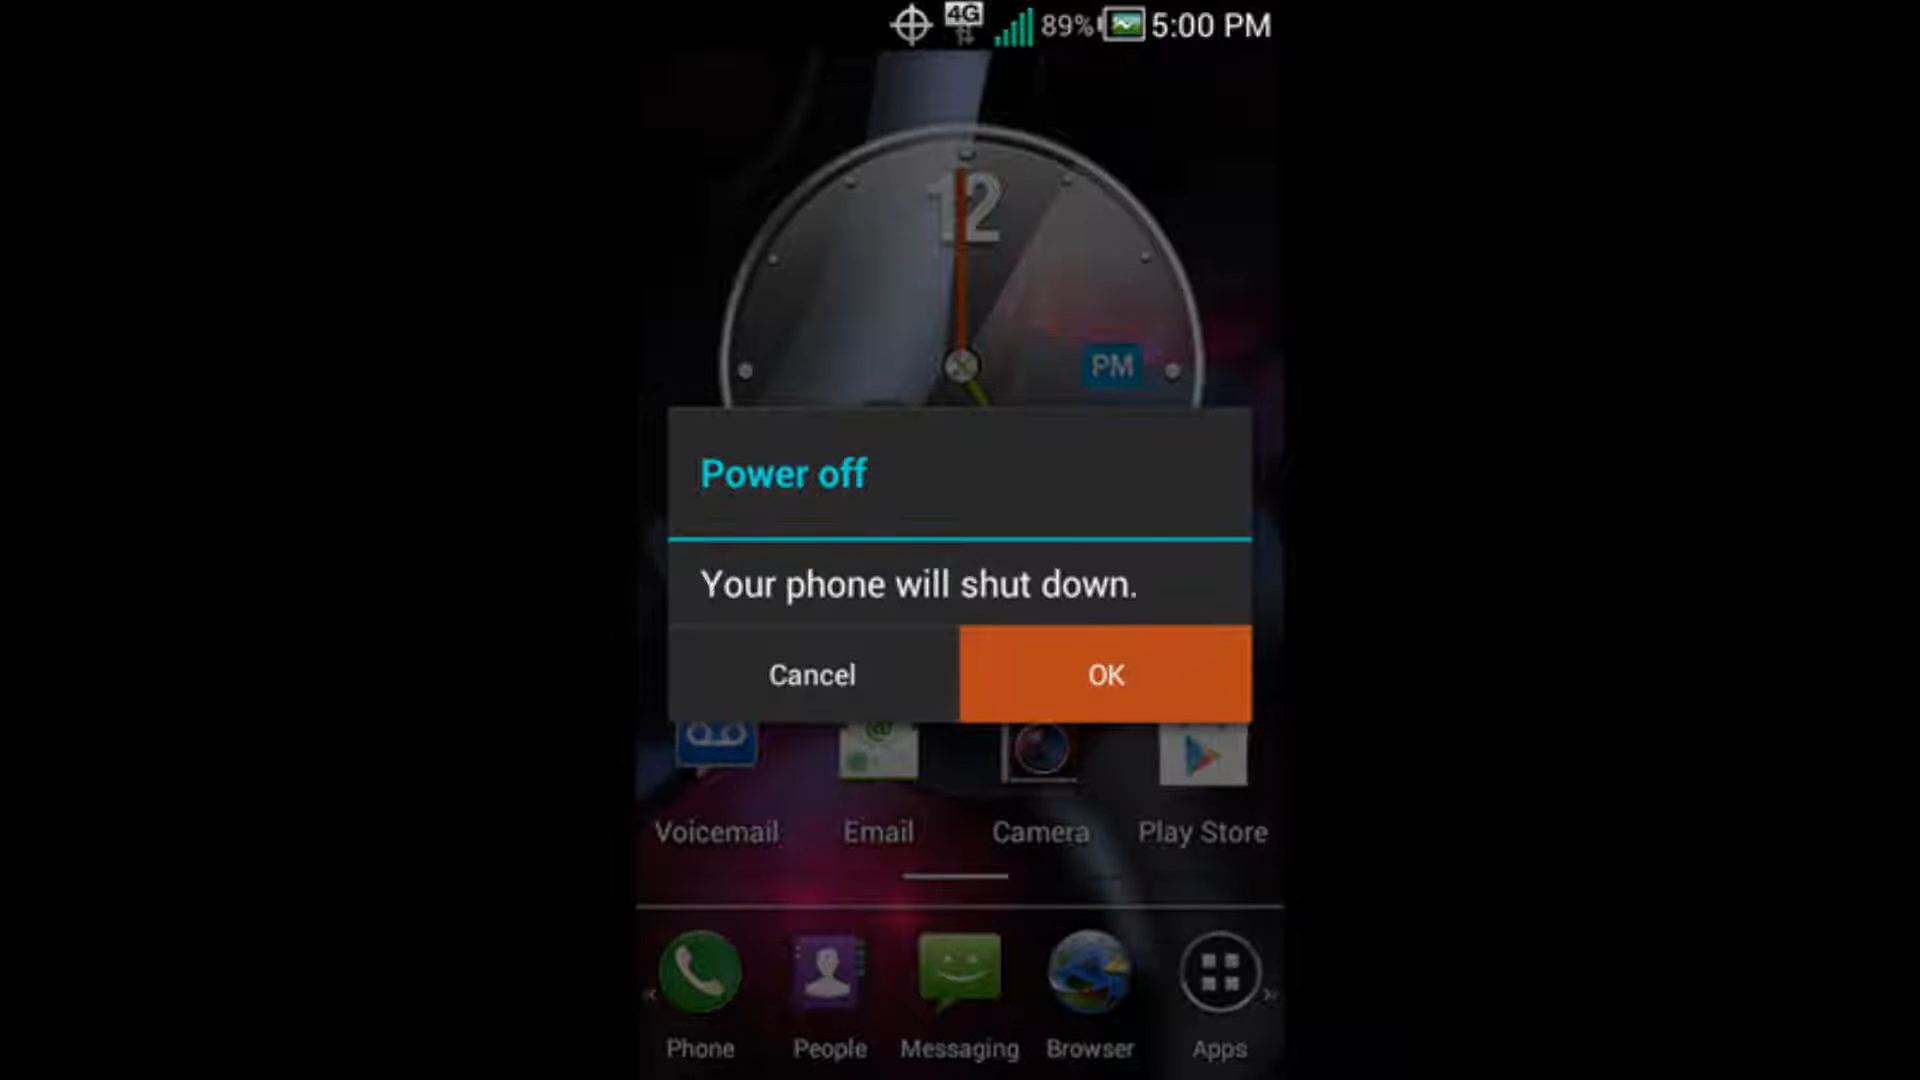 4G 89% 5:00 PM
12
PM
Power off
Your phone will shut down.
Cancel OK
@
Voicemail Email Camera Play Store
Phone People Messaging Browser Apps